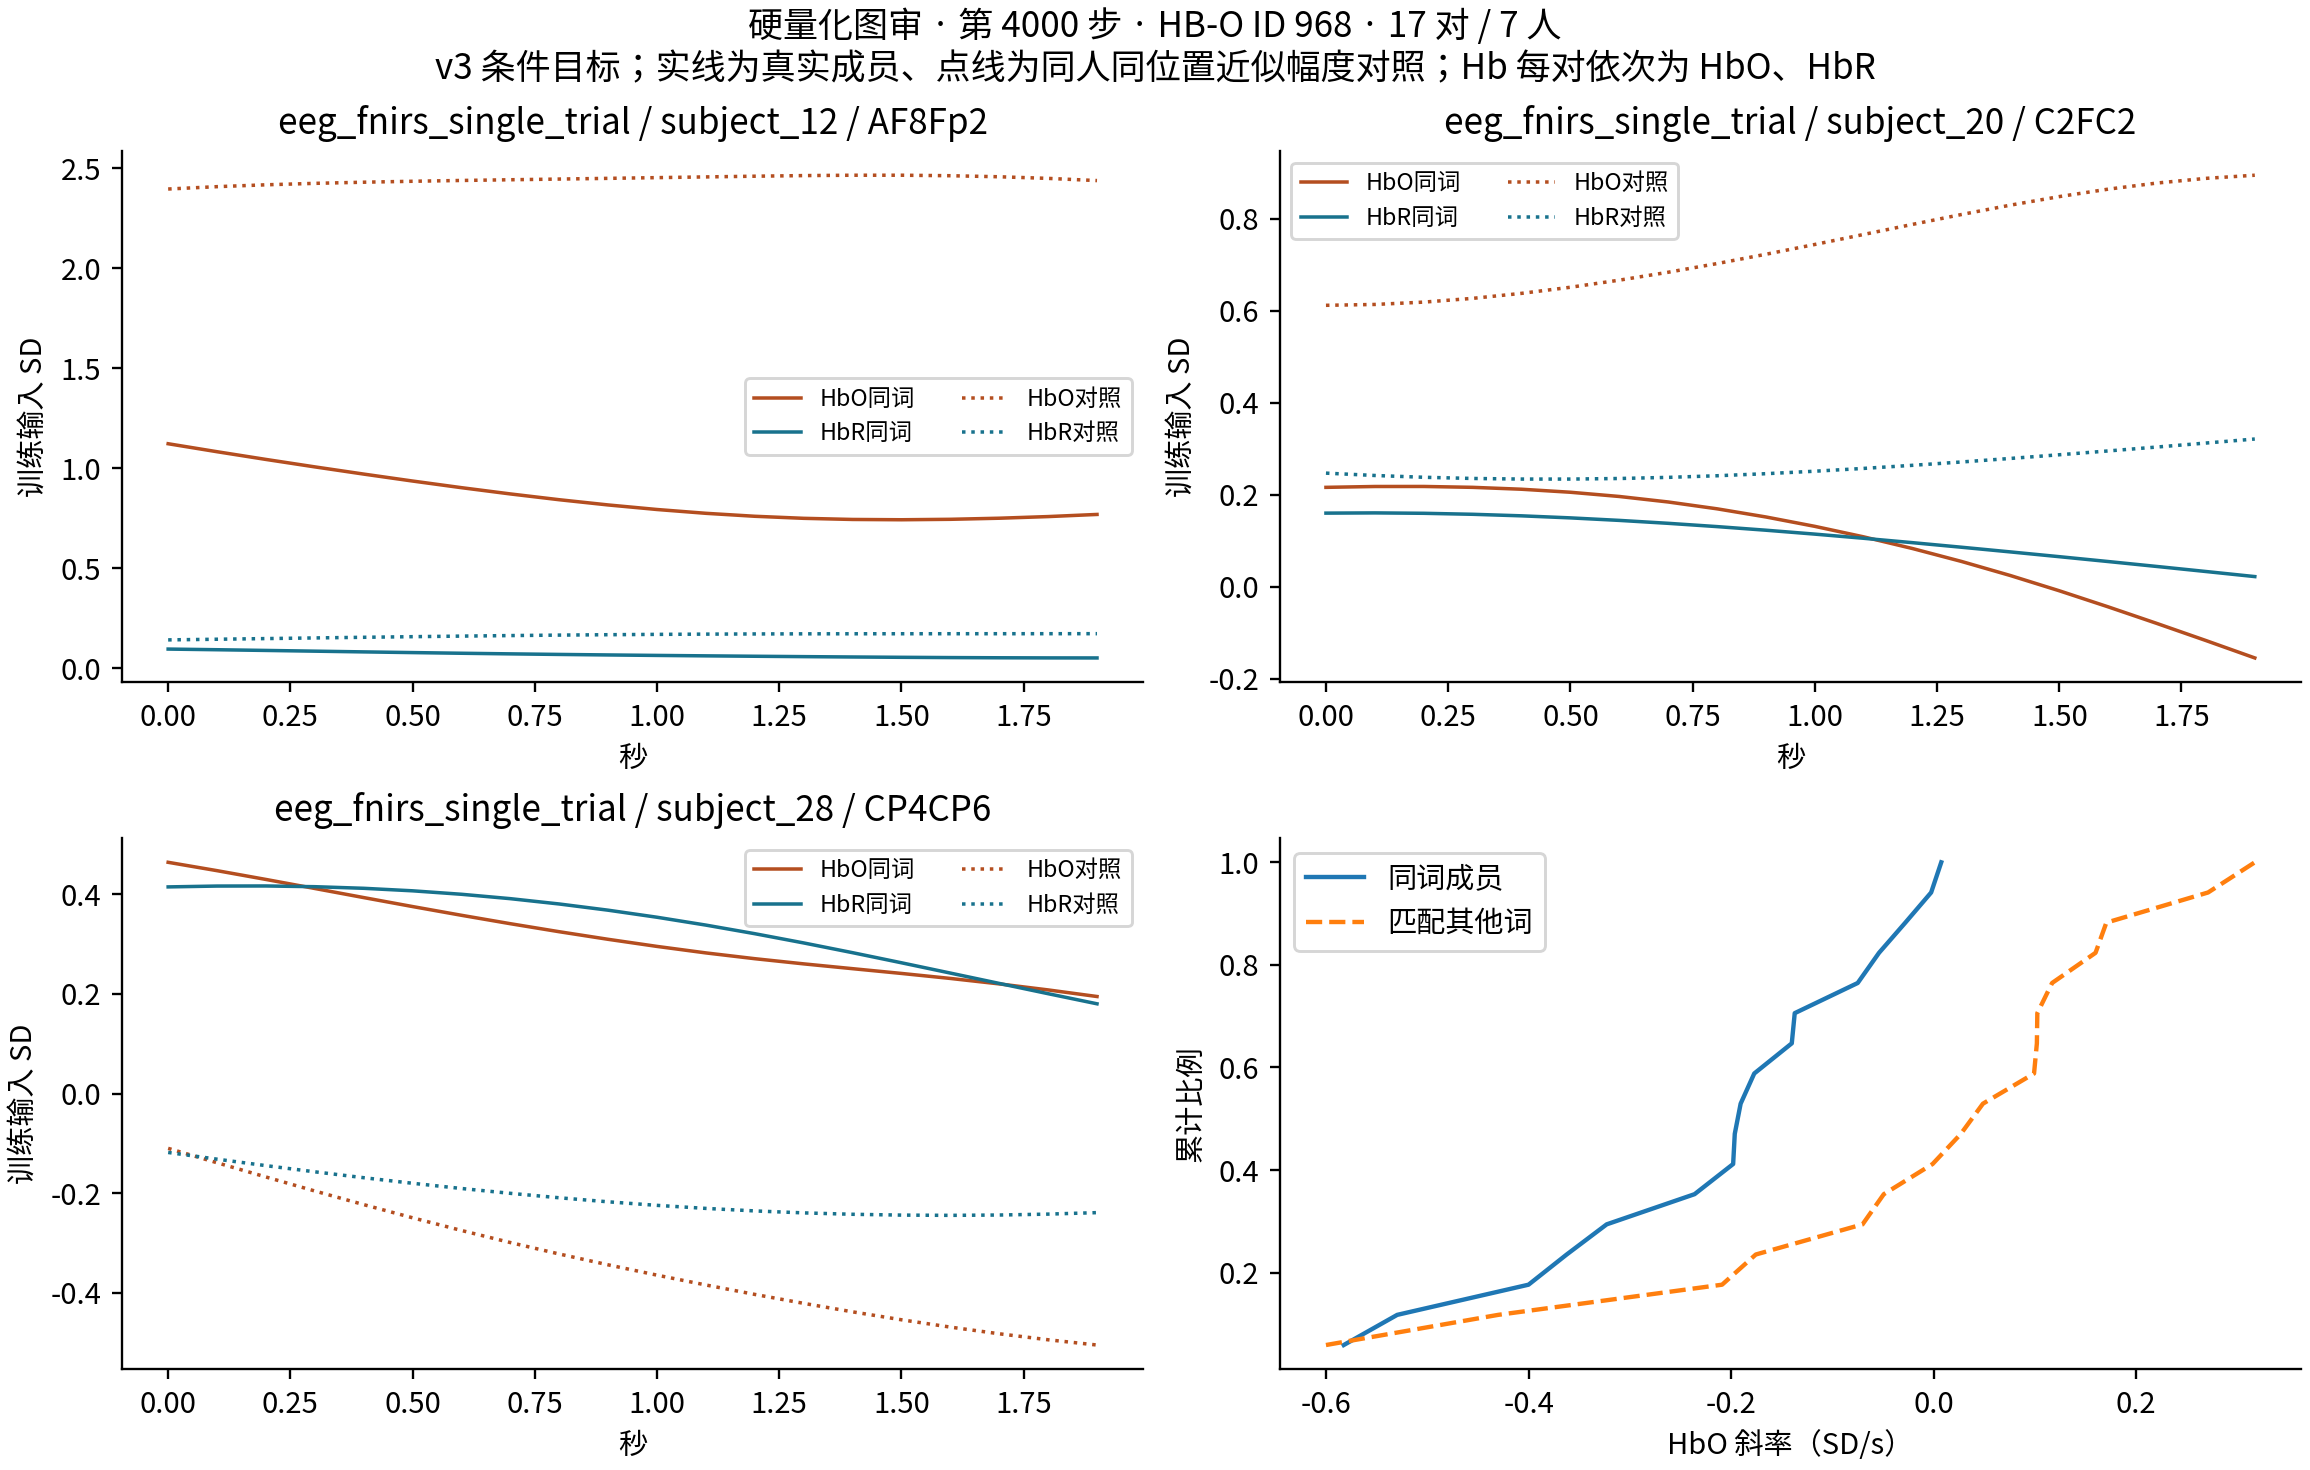 硬量化图审 · 第 4000 步 · HB-O ID 968 · 17 对 / 7 人
v3 条件目标；实线为真实成员、点线为同人同位置近似幅度对照；Hb 每对依次为 HbO、HbR
eeg_fnirs_single_trial / subject_12 / AF8Fp2
训练输入 SD
2.5
2.0
1.5
1.0
0.5
0.0
HbO同词
HbR同词
HbO对照
HbR对照
0.00 0.25 0.50 0.75 1.00 1.25 1.50 1.75
秒
eeg_fnirs_single_trial / subject_20 / C2FC2
训练输入 SD
0.8
0.6
0.4
0.2
0.0
-0.2
HbO同词
HbR同词
HbO对照
HbR对照
0.00 0.25 0.50 0.75 1.00 1.25 1.50 1.75
秒
eeg_fnirs_single_trial / subject_28 / CP4CP6
训练输入 SD
0.4
0.2
0.0
-0.2
-0.4
HbO同词
HbR同词
HbO对照
HbR对照
0.00 0.25 0.50 0.75 1.00 1.25 1.50 1.75
秒
累计比例
1.0
0.8
0.6
0.4
0.2
同词成员
匹配其他词
-0.6 -0.4 -0.2 0.0 0.2
HbO 斜率（SD/s）